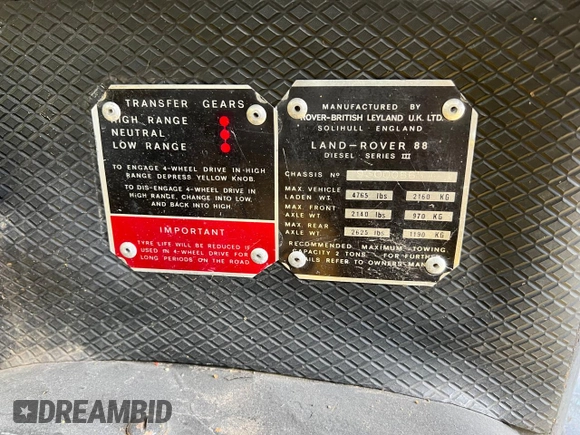 TRANSFER GEARS
HIGH RANGE
NEUTRAL
LOW RANGE
TO ENGAGE 4-WHEEL DRIVE IN HIGH
RANGE DEPRESS YELLOW KNOB.
TO DIS-ENGAGE 4-WHEEL DRIVE IN
HIGH RANGE, CHANGE INTO LOW,
AND BACK INTO HIGH.
IMPORTANT
TYRE LIFE WILL BE REDUCED IF
USED IN 4-WHEEL DRIVE FOR
LONG PERIODS ON THE ROAD
MANUFACTURED BY
ROVER-BRITISH LEYLAND U.K. LTD.
SOLIHULL ENGLAND
LAND-ROVER 88
DIESEL SERIES III
CHASSIS Nº
MAX. VEHICLE
LADEN WT. 4765 lbs 2160 KG
MAX. FRONT
AXLE WT 2140 lbs 970 KG
MAX. REAR
AXLE WT 2625 lbs 1190 KG
RECOMMENDED MAXIMUM TOWING
CAPACITY 2 TONS. FOR FURTHER
REFER TO OWNERS
DREAMBID